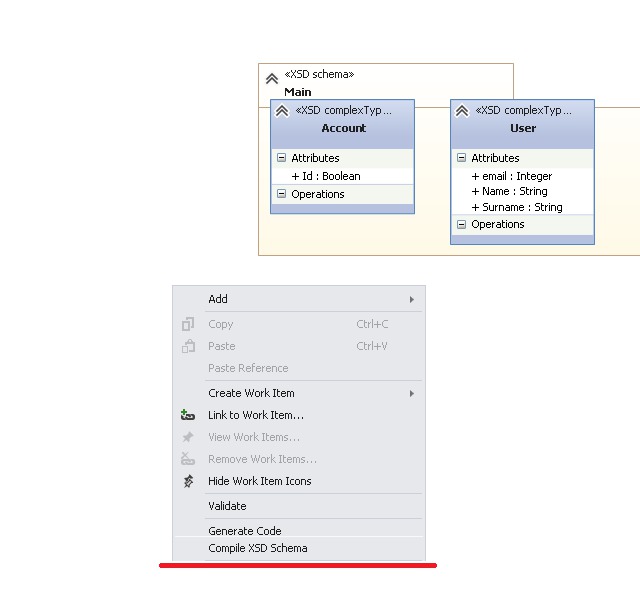 «XSD schema»
Main
«XSD complexTyp...
Account
Attributes
+ Id : Boolean
Operations
«XSD complexTyp...
User
Attributes
+ email : Integer
+ Name : String
+ Surname : String
Operations
Add
Copy Ctrl+C
Paste Ctrl+V
Paste Reference
Create Work Item
Link to Work Item...
View Work Items...
Remove Work Items...
Hide Work Item Icons
Validate
Generate Code
Compile XSD Schema